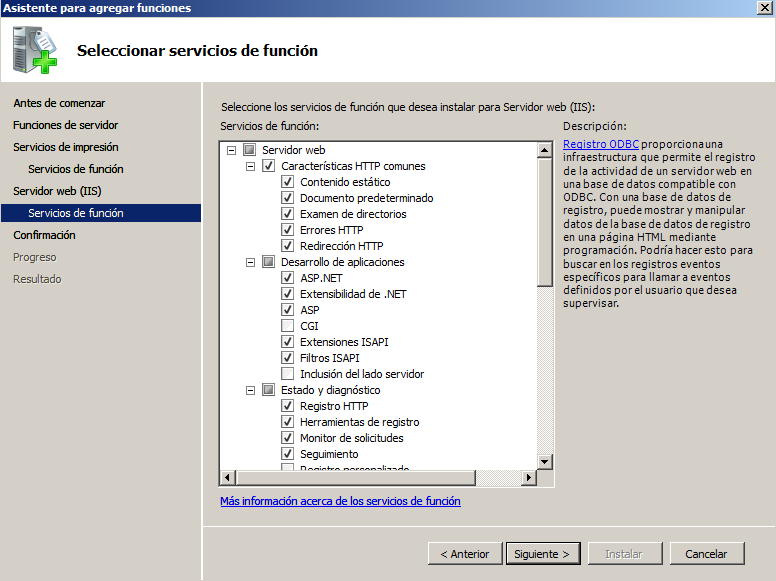 Asistente para agregar funciones
Seleccionar servicios de función
Antes de comenzar
Funciones de servidor
Servicios de impresión
Servicios de función
Servidor web (IIS)
Servicios de función
Confirmación
Progreso
Resultado
Seleccione los servicios de función que desea instalar para Servidor web (IIS):
Servicios de función:
Servidor web
Características HTTP comunes
Contenido estático
Documento predeterminado
Examen de directorios
Errores HTTP
Redirección HTTP
Desarrollo de aplicaciones
ASP.NET
Extensibilidad de .NET
ASP
CGI
Extensiones ISAPI
Filtros ISAPI
Inclusión del lado servidor
Estado y diagnóstico
Registro HTTP
Herramientas de registro
Monitor de solicitudes
Seguimiento
Registro personalizado
Más información acerca de los servicios de función
Descripción:
Registro ODBC proporciona una
infraestructura que permite el registro
de la actividad de un servidor web en
una base de datos compatible con
ODBC. Con una base de datos de
registro, puede mostrar y manipular
datos de la base de datos de registro
en una página HTML mediante
programación. Podría hacer esto para
buscar en los registros eventos
específicos para llamar a eventos
definidos por el usuario que desea
supervisar.
< Anterior
Siguiente >
Instalar
Cancelar